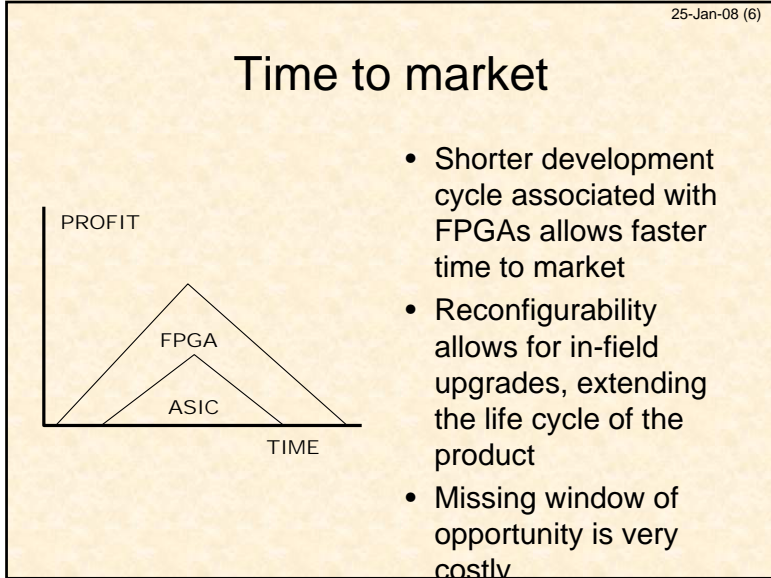 25-Jan-08 (6)
Time to market
PROFIT
FPGA
ASIC
TIME
• Shorter development
cycle associated with
FPGAs allows faster
time to market
• Reconfigurability
allows for in-field
upgrades, extending
the life cycle of the
product
• Missing window of
opportunity is very
costly